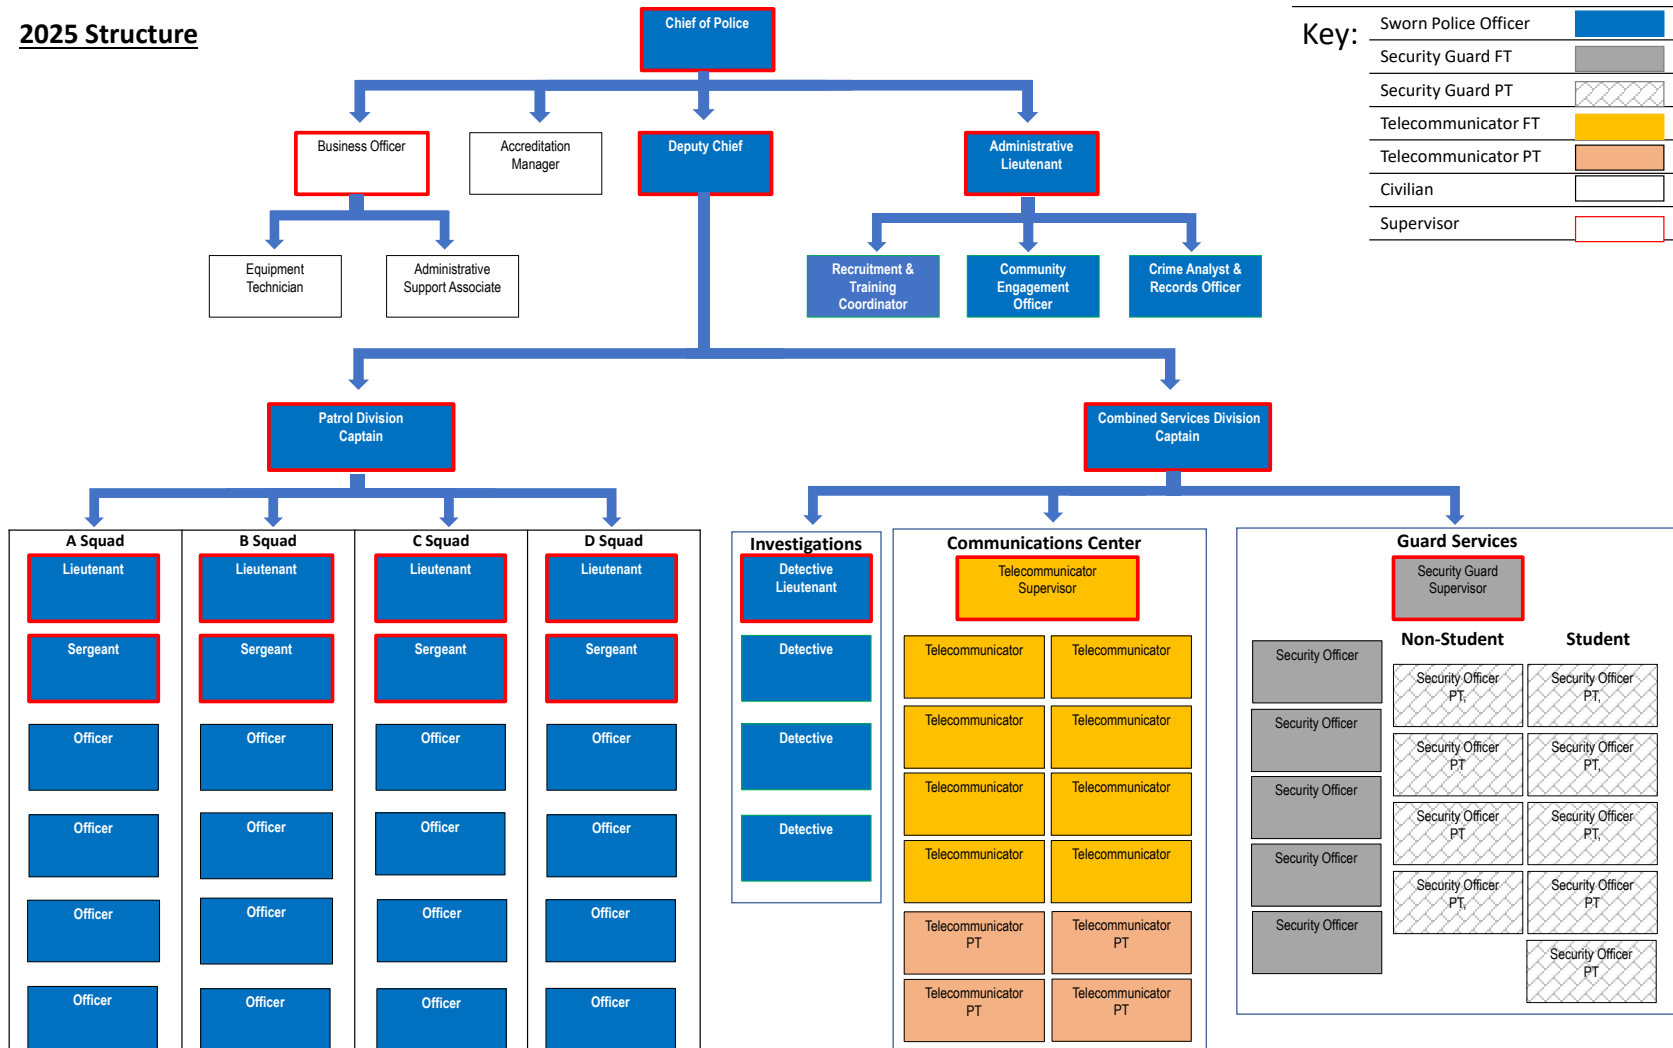 2025 Structure
Chief of Police
Key:
Sworn Police Officer
Security Guard FT
Security Guard PT
Telecommunicator FT
Telecommunicator PT
Civilian
Supervisor
Business Officer
Accreditation
Manager
Deputy Chief
Administrative
Lieutenant
Equipment
Technician
Administrative
Support Associate
Recruitment &
Training
Coordinator
Community
Engagement
Officer
Crime Analyst &
Records Officer
Patrol Division
Captain
Combined Services Division
Captain
A Squad
Lieutenant
Sergeant
Officer
Officer
Officer
Officer
B Squad
Lieutenant
Sergeant
Officer
Officer
Officer
Officer
C Squad
Lieutenant
Sergeant
Officer
Officer
Officer
Officer
D Squad
Lieutenant
Sergeant
Officer
Officer
Officer
Officer
Investigations
Detective
Lieutenant
Detective
Detective
Detective
Communications Center
Telecommunicator
Supervisor
Telecommunicator
Telecommunicator
Telecommunicator
Telecommunicator
Telecommunicator
Telecommunicator
Telecommunicator
Telecommunicator
Telecommunicator
PT
Telecommunicator
PT
Telecommunicator
PT
Telecommunicator
PT
Guard Services
Security Guard
Supervisor
Security Officer
Security Officer
Security Officer
Security Officer
Security Officer
Non-Student
Security Officer
PT,
Security Officer
PT
Security Officer
PT
Security Officer
PT,
Student
Security Officer
PT,
Security Officer
PT,
Security Officer
PT,
Security Officer
PT
Security Officer
PT